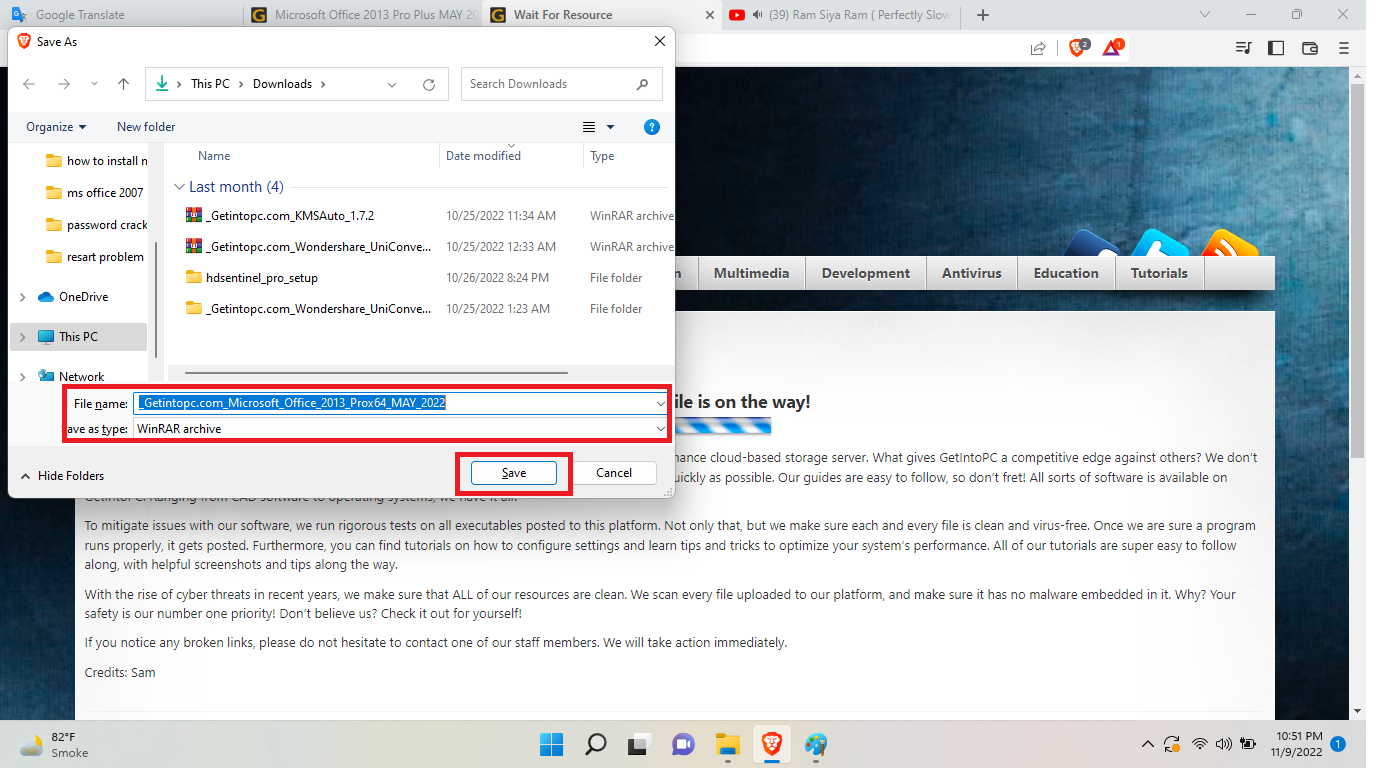 Google Translate
Microsoft Office 2013 Pro Plus MAY 20
Wait For Resource
(39) Ram Siya Ram ( Perfectly Slow
Save As
2
1
This PC
Downloads
Search Downloads
Organize
New folder
?
Name
Date modified
Type
how to install n
ms office 2007
password crack
resart problem
OneDrive
This PC
Network
Last month (4)
_Getintopc.com_KMSAuto_1.7.2 10/25/2022 11:34 AM WinRAR archive
_Getintopc.com_Wondershare_UniConve... 10/25/2022 12:33 AM WinRAR archive
hdsentinel_pro_setup 10/26/2022 8:24 PM File folder
_Getintopc.com_Wondershare_UniConve... 10/25/2022 1:23 AM File folder
File name: _Getintopc.com_Microsoft_Office_2013_Prox64_MAY_2022
ave as type: WinRAR archive
Hide Folders
Save
Cancel
n Multimedia Development Antivirus Education Tutorials
ile is on the way!
nance cloud-based storage server. What gives GetIntoPC a competitive edge against others? We don't
uickly as possible. Our guides are easy to follow, so don't fret! All sorts of software is available on
GetIntoPC. Ranging from CAD software to operating systems, we have it all.
To mitigate issues with our software, we run rigorous tests on all executables posted to this platform. Not only that, but we make sure each and every file is clean and virus-free. Once we are sure a program
runs properly, it gets posted. Furthermore, you can find tutorials on how to configure settings and learn tips and tricks to optimize your system's performance. All of our tutorials are super easy to follow
along, with helpful screenshots and tips along the way.
With the rise of cyber threats in recent years, we make sure that ALL of our resources are clean. We scan every file uploaded to our platform, and make sure it has no malware embedded in it. Why? Your
safety is our number one priority! Don't believe us? Check it out for yourself!
If you notice any broken links, please do not hesitate to contact one of our staff members. We will take action immediately.
Credits: Sam
82°F
Smoke
10:51 PM
11/9/2022
1